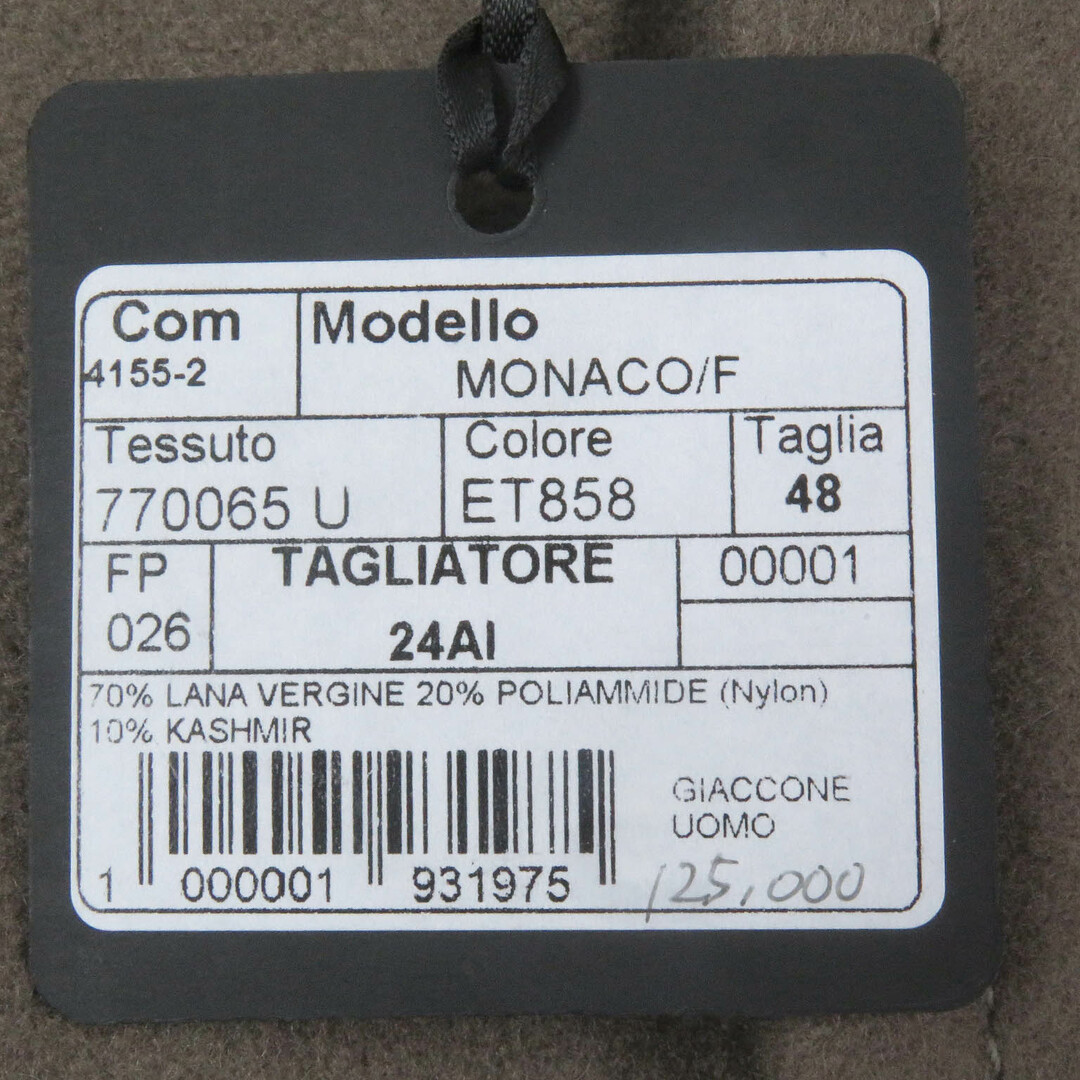 Com
4155-2
Modello
MONACO/F
Tessuto
770065 U
Colore
ET858
Taglia
48
FP
026
TAGLIATORE
24AI
00001
70% LANA VERGINE 20% POLIAMMIDE (Nylon)
10% KASHMIR
GIACCONE
UOMO
1 000001 931975
125,000